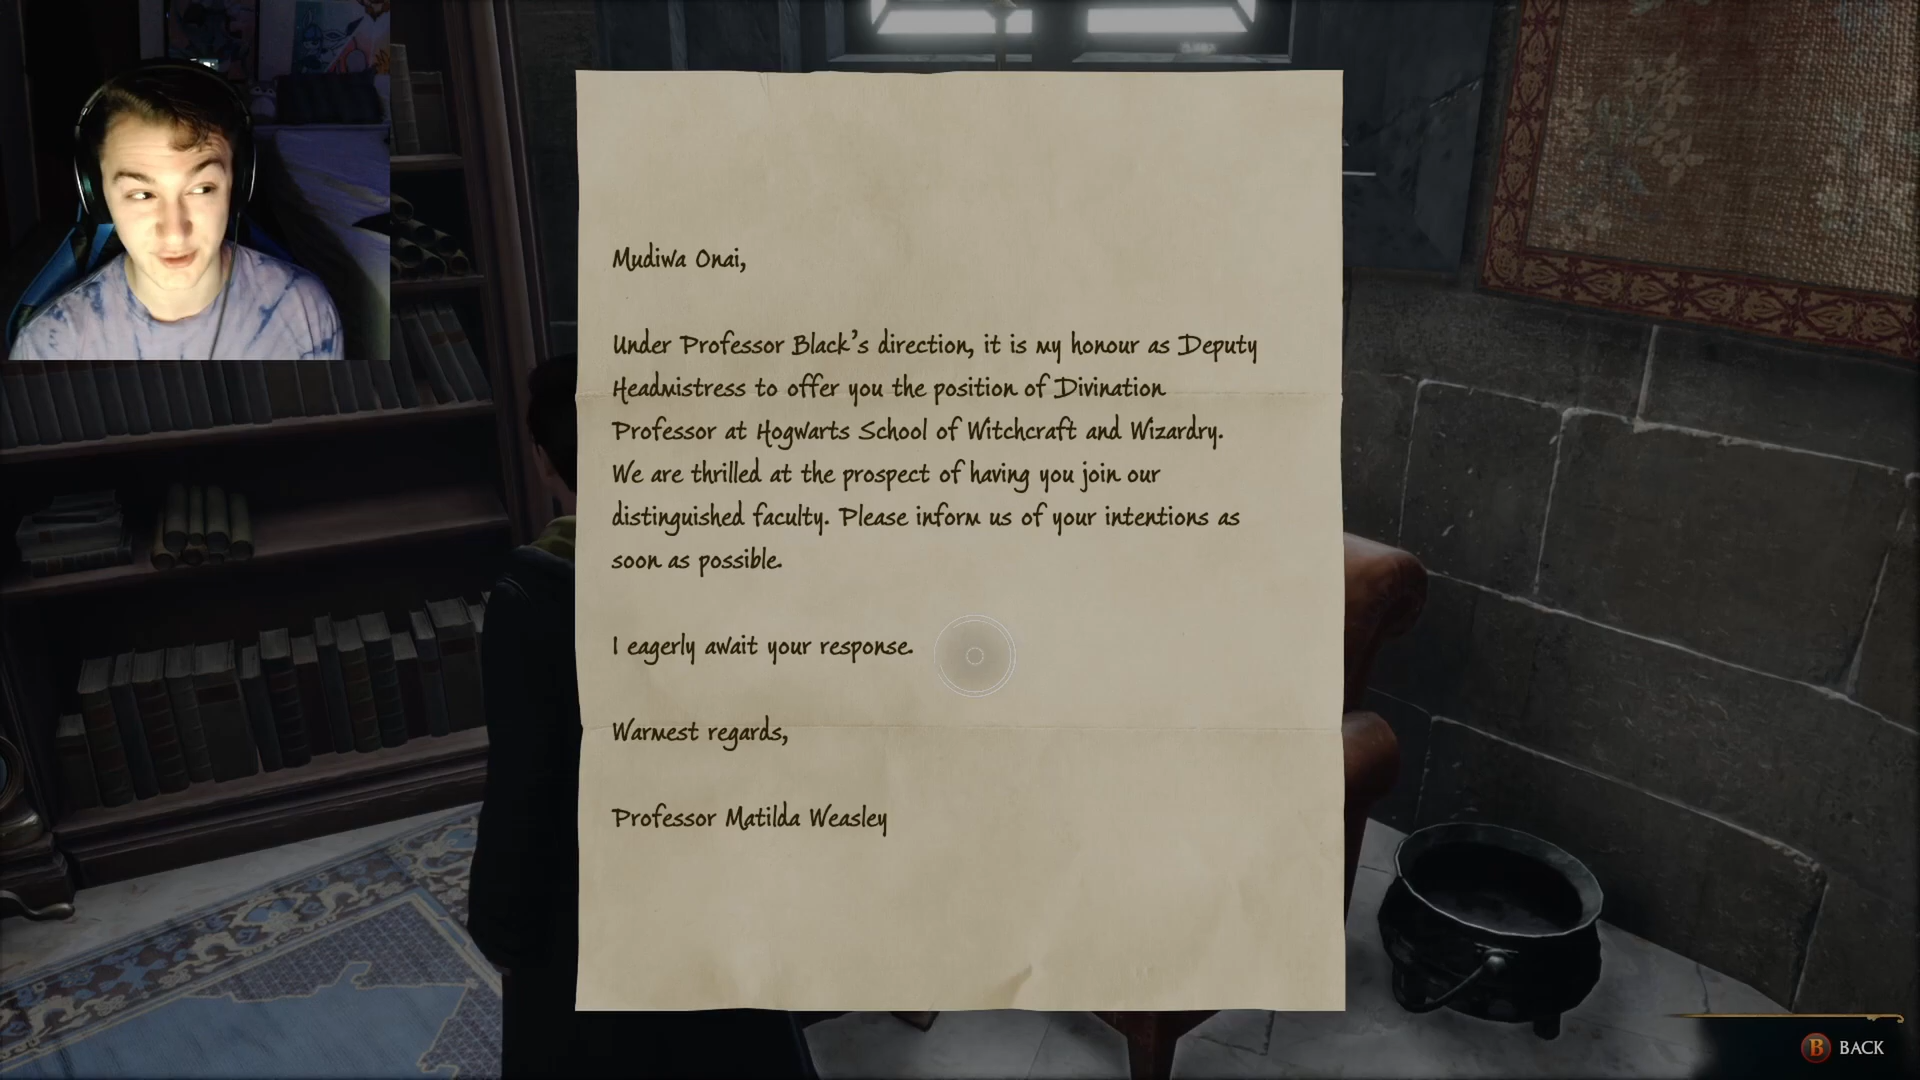 Mudiwa Onai,
Under Professor Black's direction, it is my honour as Deputy
Headmistress to offer you the position of Divination
Professor at Hogwarts School of Witchcraft and Wizardry.
We are thrilled at the prospect of having you join our
distinguished faculty. Please inform us of your intentions as
soon as possible.
I eagerly await your response.
Warmest regards,
Professor Matilda Weasley
B BACK